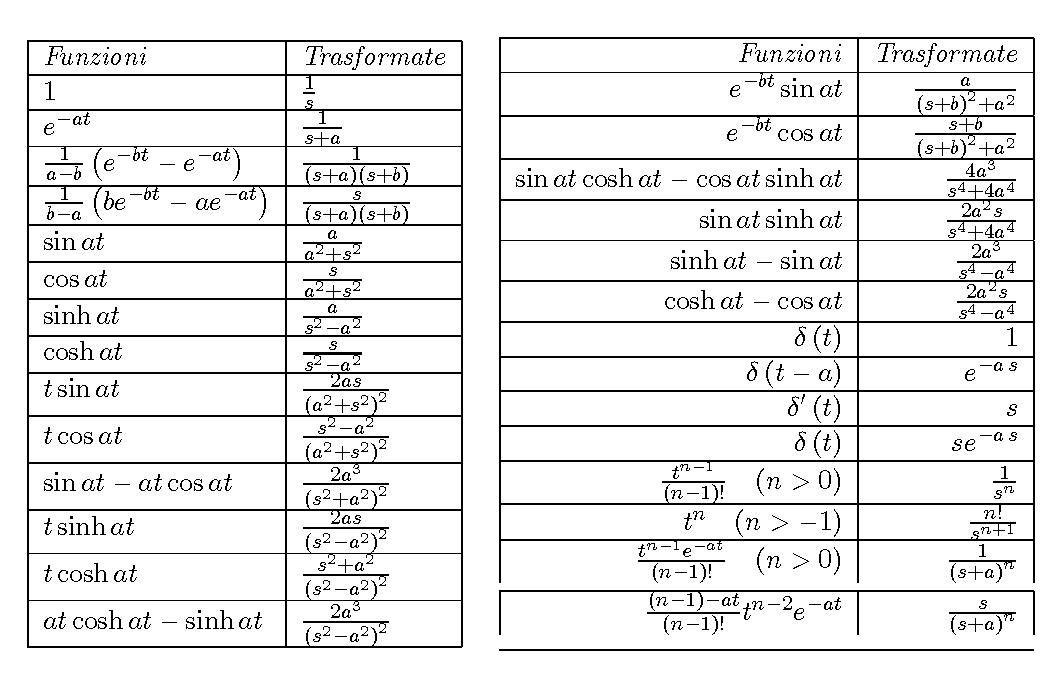 Funzioni Trasformate
1 \frac{1}{s}
e^{-at} \frac{1}{s+a}
\frac{1}{a-b}\left(e^{-bt}-e^{-at}\right) \frac{1}{(s+a)(s+b)}
\frac{1}{b-a}\left(be^{-bt}-ae^{-at}\right) \frac{s}{(s+a)(s+b)}
\sin at \frac{a}{a^2+s^2}
\cos at \frac{s}{a^2+s^2}
\sinh at \frac{a}{s^2-a^2}
\cosh at \frac{s}{s^2-a^2}
t \sin at \frac{2as}{(a^2+s^2)^2}
t \cos at \frac{s^2-a^2}{(a^2+s^2)^2}
\sin at - at \cos at \frac{2a^3}{(s^2+a^2)^2}
t \sinh at \frac{2as}{(s^2-a^2)^2}
t \cosh at \frac{s^2+a^2}{(s^2-a^2)^2}
at \cosh at - \sinh at \frac{2a^3}{(s^2-a^2)^2}
Funzioni Trasformate
e^{-bt} \sin at \frac{a}{(s+b)^2+a^2}
e^{-bt} \cos at \frac{s+b}{(s+b)^2+a^2}
\sin at \cosh at - \cos at \sinh at \frac{4a^3}{s^4+4a^4}
\sin at \sinh at \frac{2a^2s}{s^4+4a^4}
\sinh at - \sin at \frac{2a^3}{s^4-a^4}
\cosh at - \cos at \frac{2a^2s}{s^4-a^4}
\delta(t) 1
\delta(t-a) e^{-a s}
\delta'(t) s
\delta(t) se^{-a s}
\frac{t^{n-1}}{(n-1)!} (n > 0) \frac{1}{s^n}
t^n (n > -1) \frac{n!}{s^{n+1}}
\frac{t^{n-1}e^{-at}}{(n-1)!} (n > 0) \frac{1}{(s+a)^n}
\frac{(n-1)-at}{(n-1)!}t^{n-2}e^{-at} \frac{s}{(s+a)^n}